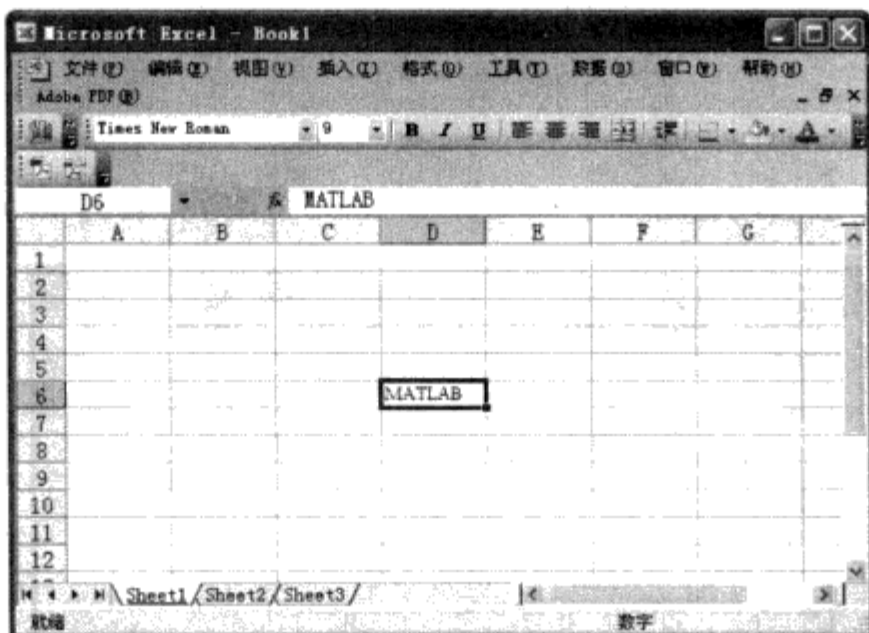 Microsoft Excel - Book1
文件(F) 编辑(E) 视图(V) 插入(I) 格式(O) 工具(T) 数据(D) 窗口(W) 帮助(H)
Adobe PDF(B)
Times New Roman 9 B I U A
D6 fx MATLAB
A B C D E F G
1
2
3
4
5
6 MATLAB
7
8
9
10
11
12
Sheet1 Sheet2 Sheet3
就绪 数字